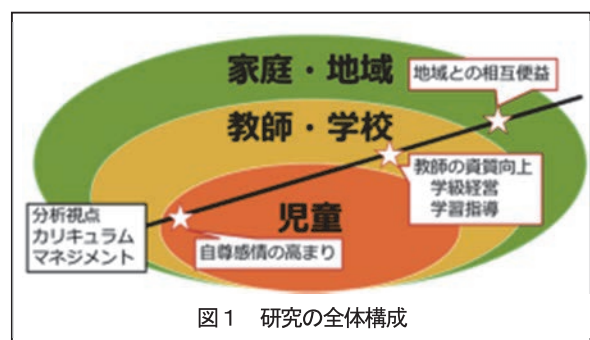 家庭・地域
地域との相互便益
教師・学校
教師の資質向上
学級経営
学習指導
児童
分析視点
カリキュラム
マネジメント
自尊感情の高まり
図1 研究の全体構成